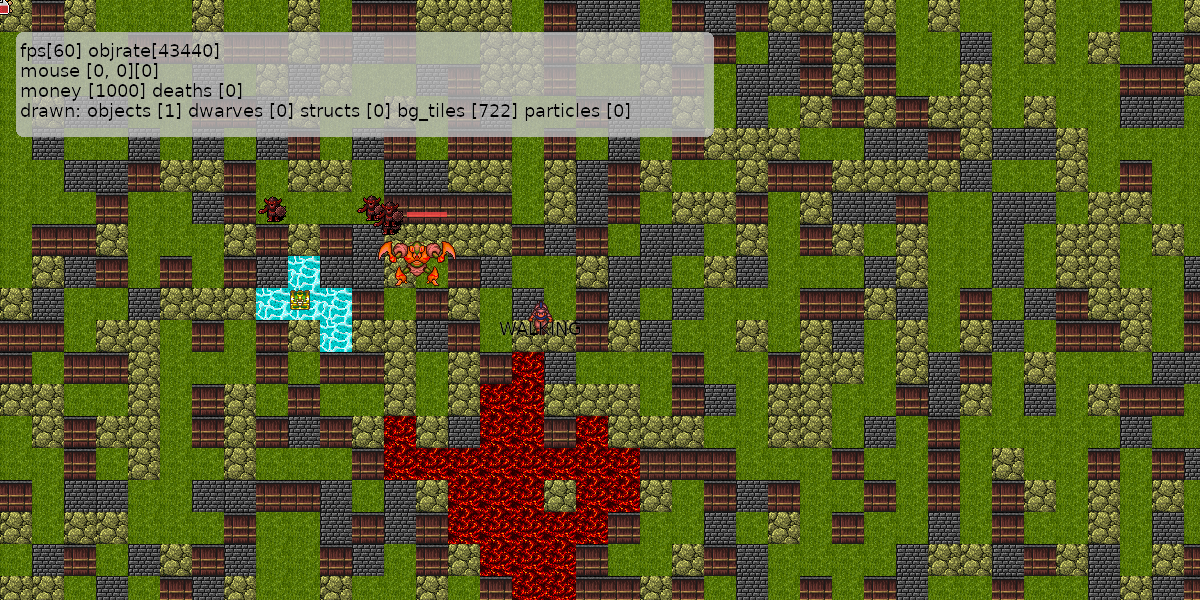 fps[60] objrate[43440]
mouse [0, 0][0]
money [1000] deaths [0]
drawn: objects [1] dwarves [0] structs [0] bg_tiles [722] particles [0]
WALKING